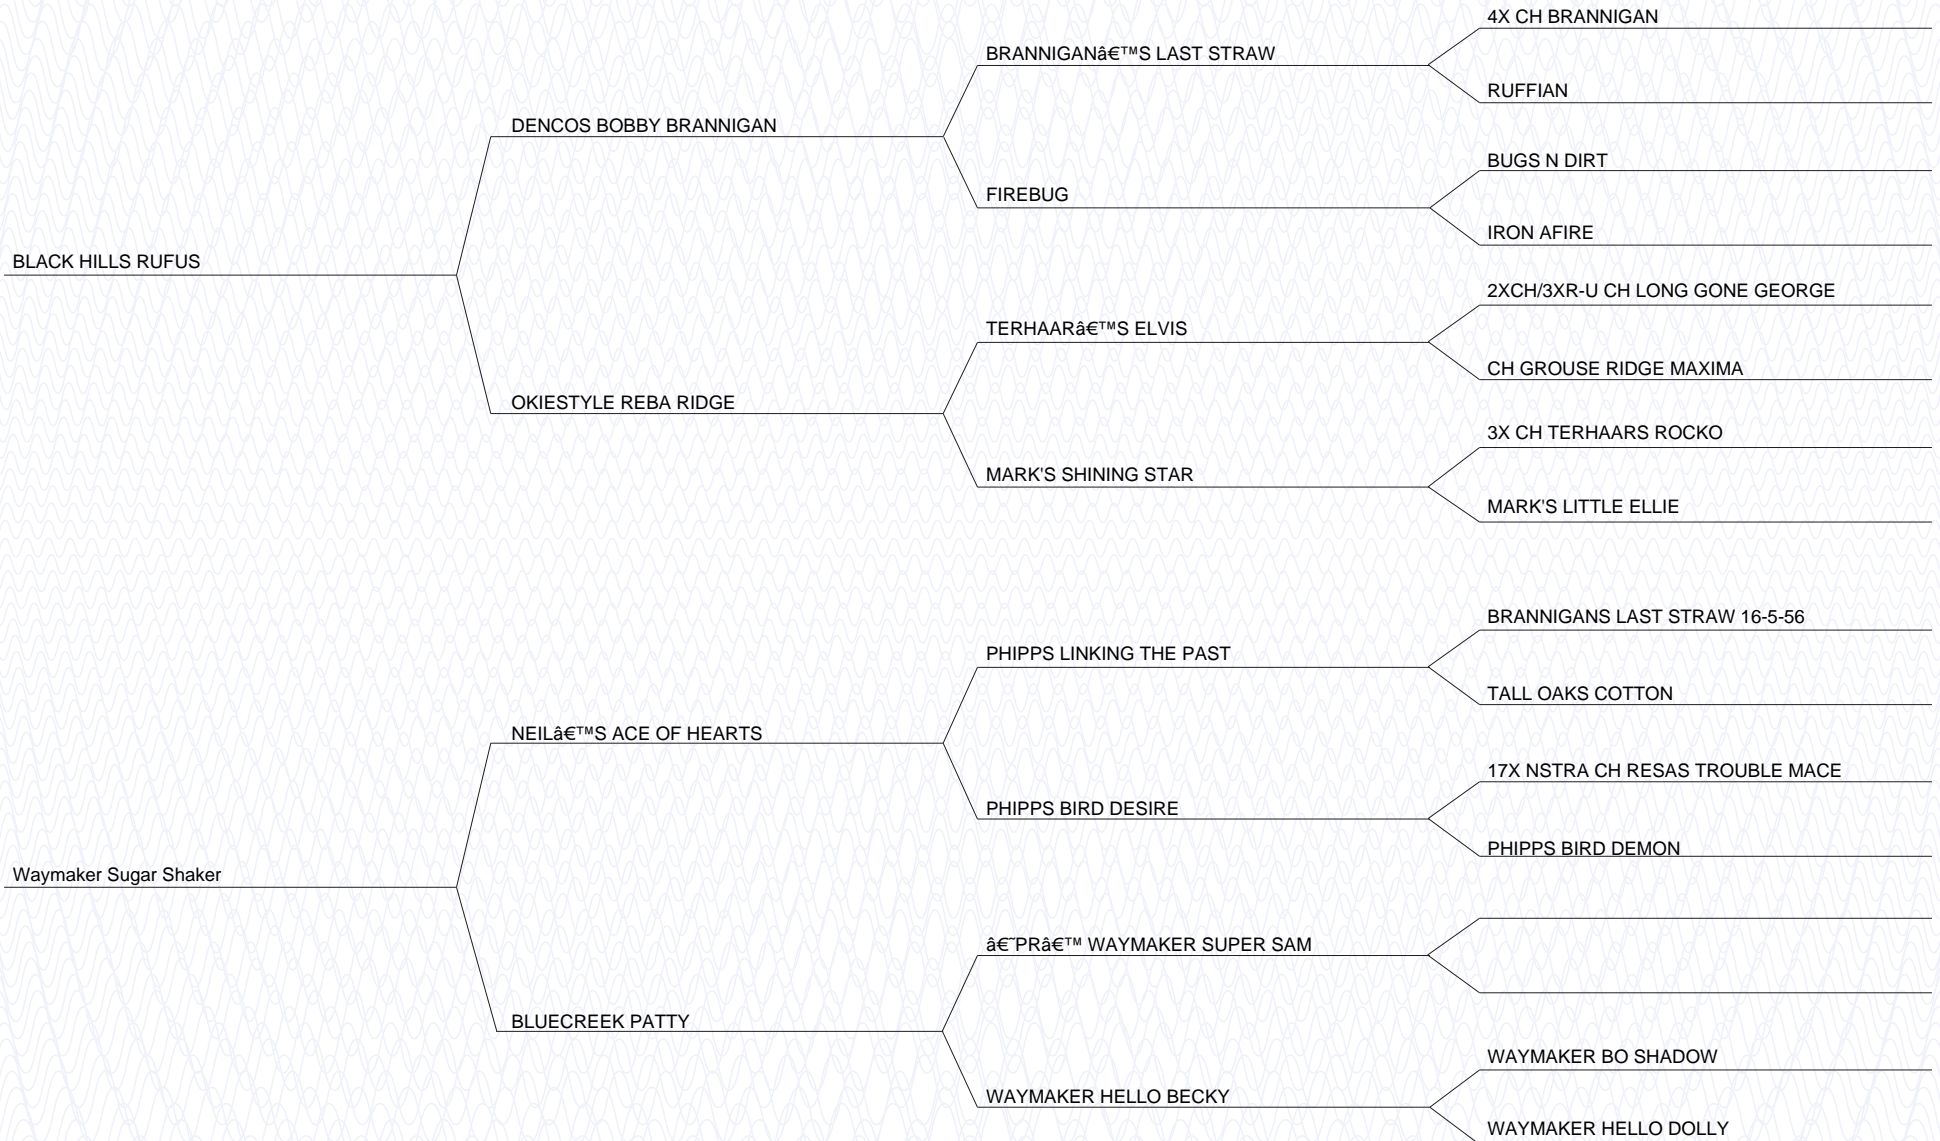 4X CH BRANNIGAN
BRANNIGANâ€™S LAST STRAW
RUFFIAN
DENCOS BOBBY BRANNIGAN
BUGS N DIRT
FIREBUG
IRON AFIRE
BLACK HILLS RUFUS
2XCH/3XR-U CH LONG GONE GEORGE
TERHAARâ€™S ELVIS
CH GROUSE RIDGE MAXIMA
OKIESTYLE REBA RIDGE
3X CH TERHAARS ROCKO
MARK'S SHINING STAR
MARK'S LITTLE ELLIE
BRANNIGANS LAST STRAW 16-5-56
PHIPPS LINKING THE PAST
TALL OAKS COTTON
NEILâ€™S ACE OF HEARTS
17X NSTRA CH RESAS TROUBLE MACE
PHIPPS BIRD DESIRE
PHIPPS BIRD DEMON
Waymaker Sugar Shaker
â€˜PRâ€™ WAYMAKER SUPER SAM
BLUECREEK PATTY
WAYMAKER BO SHADOW
WAYMAKER HELLO BECKY
WAYMAKER HELLO DOLLY